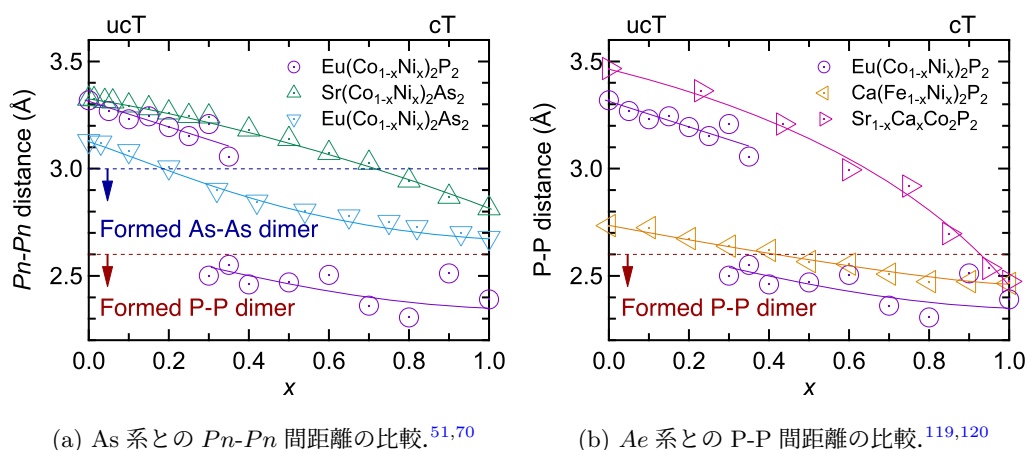 ucT cT
3.5
3.0
2.5
Pn-Pn distance (Å)
Eu(Co1-xNix)2P2
Sr(Co1-xNix)2As2
Eu(Co1-xNix)2As2
Formed As-As dimer
Formed P-P dimer
0.0 0.2 0.4 0.6 0.8 1.0
x
(a) As 系との Pn-Pn 間距離の比較.51,70
ucT cT
3.5
3.0
2.5
P-P distance (Å)
Eu(Co1-xNix)2P2
Ca(Fe1-xNix)2P2
Sr1-xCaxCo2P2
Formed P-P dimer
0.0 0.2 0.4 0.6 0.8 1.0
x
(b) Ae 系との P-P 間距離の比較.119,120